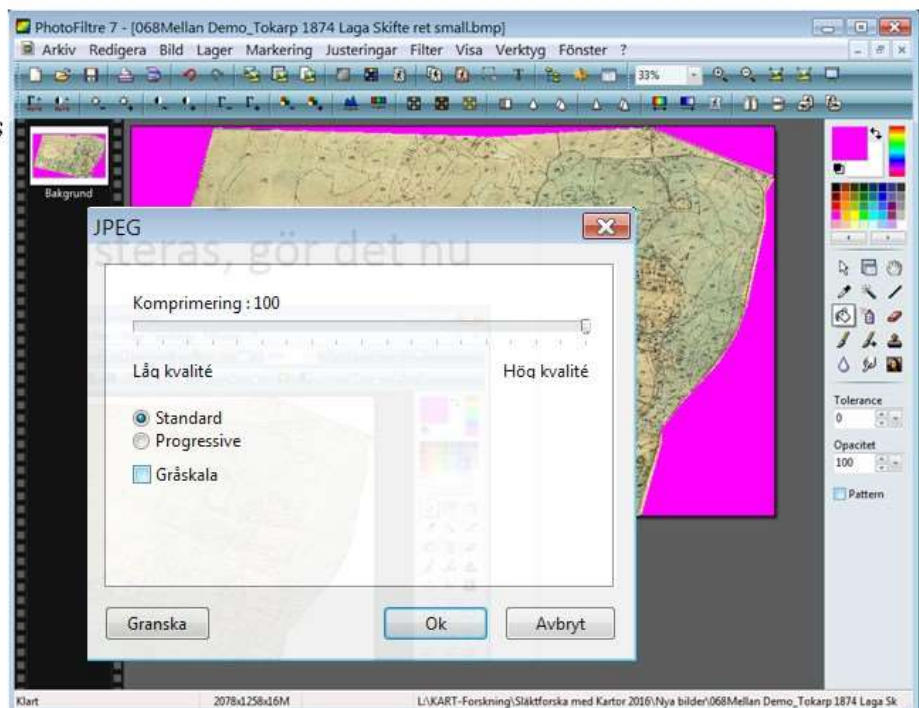 PhotoFiltre 7 - [068Mellan Demo_Tokarp 1874 Laga Skifte ret small.bmp]
Arkiv Redigera Bild Lager Markering Justeringar Filter Visa Verktyg Fönster ?
33%
s
Bakgrund
JPEG
steras, gör det nu
Komprimering : 100
Låg kvalité Hög kvalité
Standard
Progressive
Gråskala
Granska Ok Avbryt
Tolerance
0
Opacitet
100
Pattern
Klart 2078x1258x16M L:\KART-Forskning\Släktforska med Kartor 2016\Nya bilder\068Mellan Demo_Tokarp 1874 Laga Sk